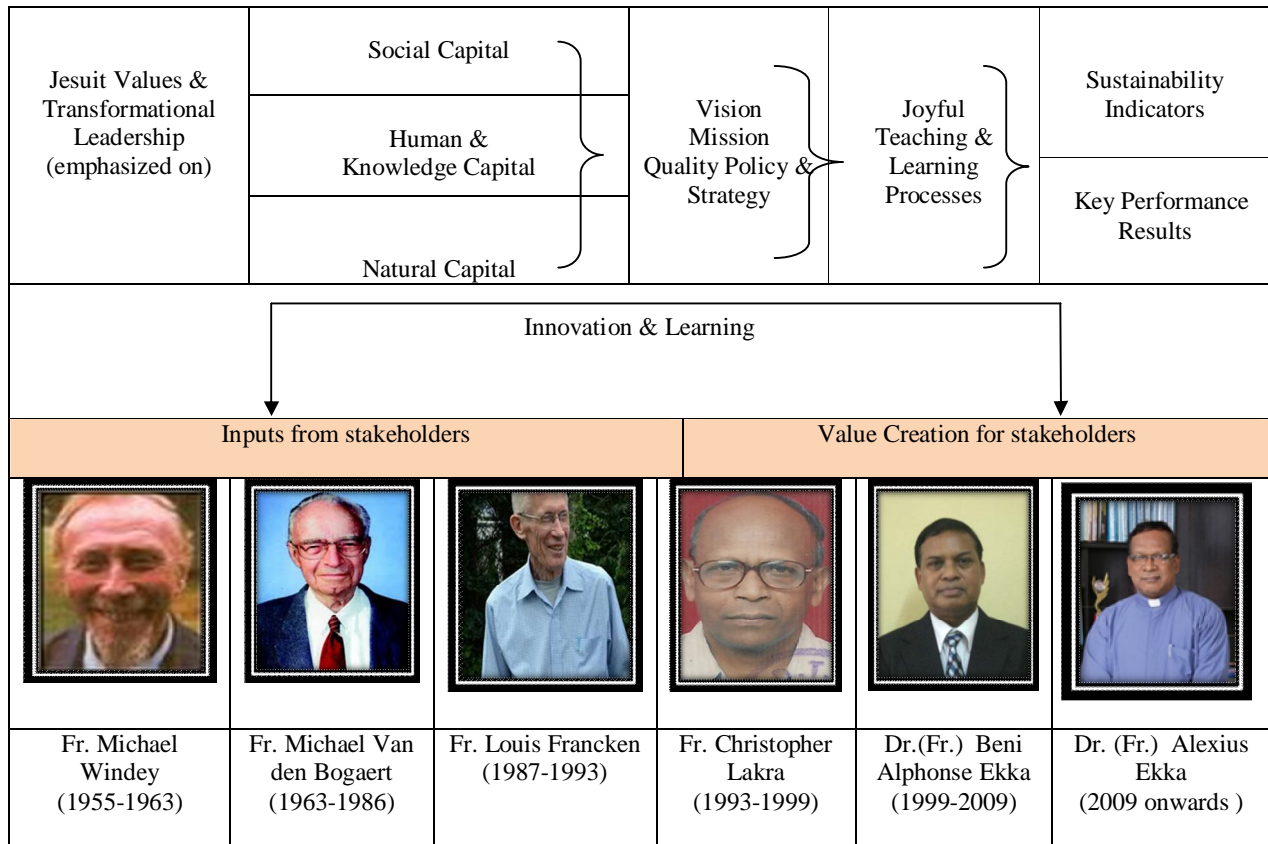 Jesuit Values &
Transformational
Leadership
(emphasized on)
Social Capital
Human &
Knowledge Capital
Natural Capital
Vision
Mission
Quality Policy &
Strategy
Joyful
Teaching &
Learning
Processes
Sustainability
Indicators
Key Performance
Results
Innovation & Learning
Inputs from stakeholders
Value Creation for stakeholders
Fr. Michael
Windey
(1955-1963)
Fr. Michael Van
den Bogaert
(1963-1986)
Fr. Louis Francken
(1987-1993)
Fr. Christopher
Lakra
(1993-1999)
Dr.(Fr.) Beni
Alphonse Ekka
(1999-2009)
Dr. (Fr.) Alexius
Ekka
(2009 onwards )